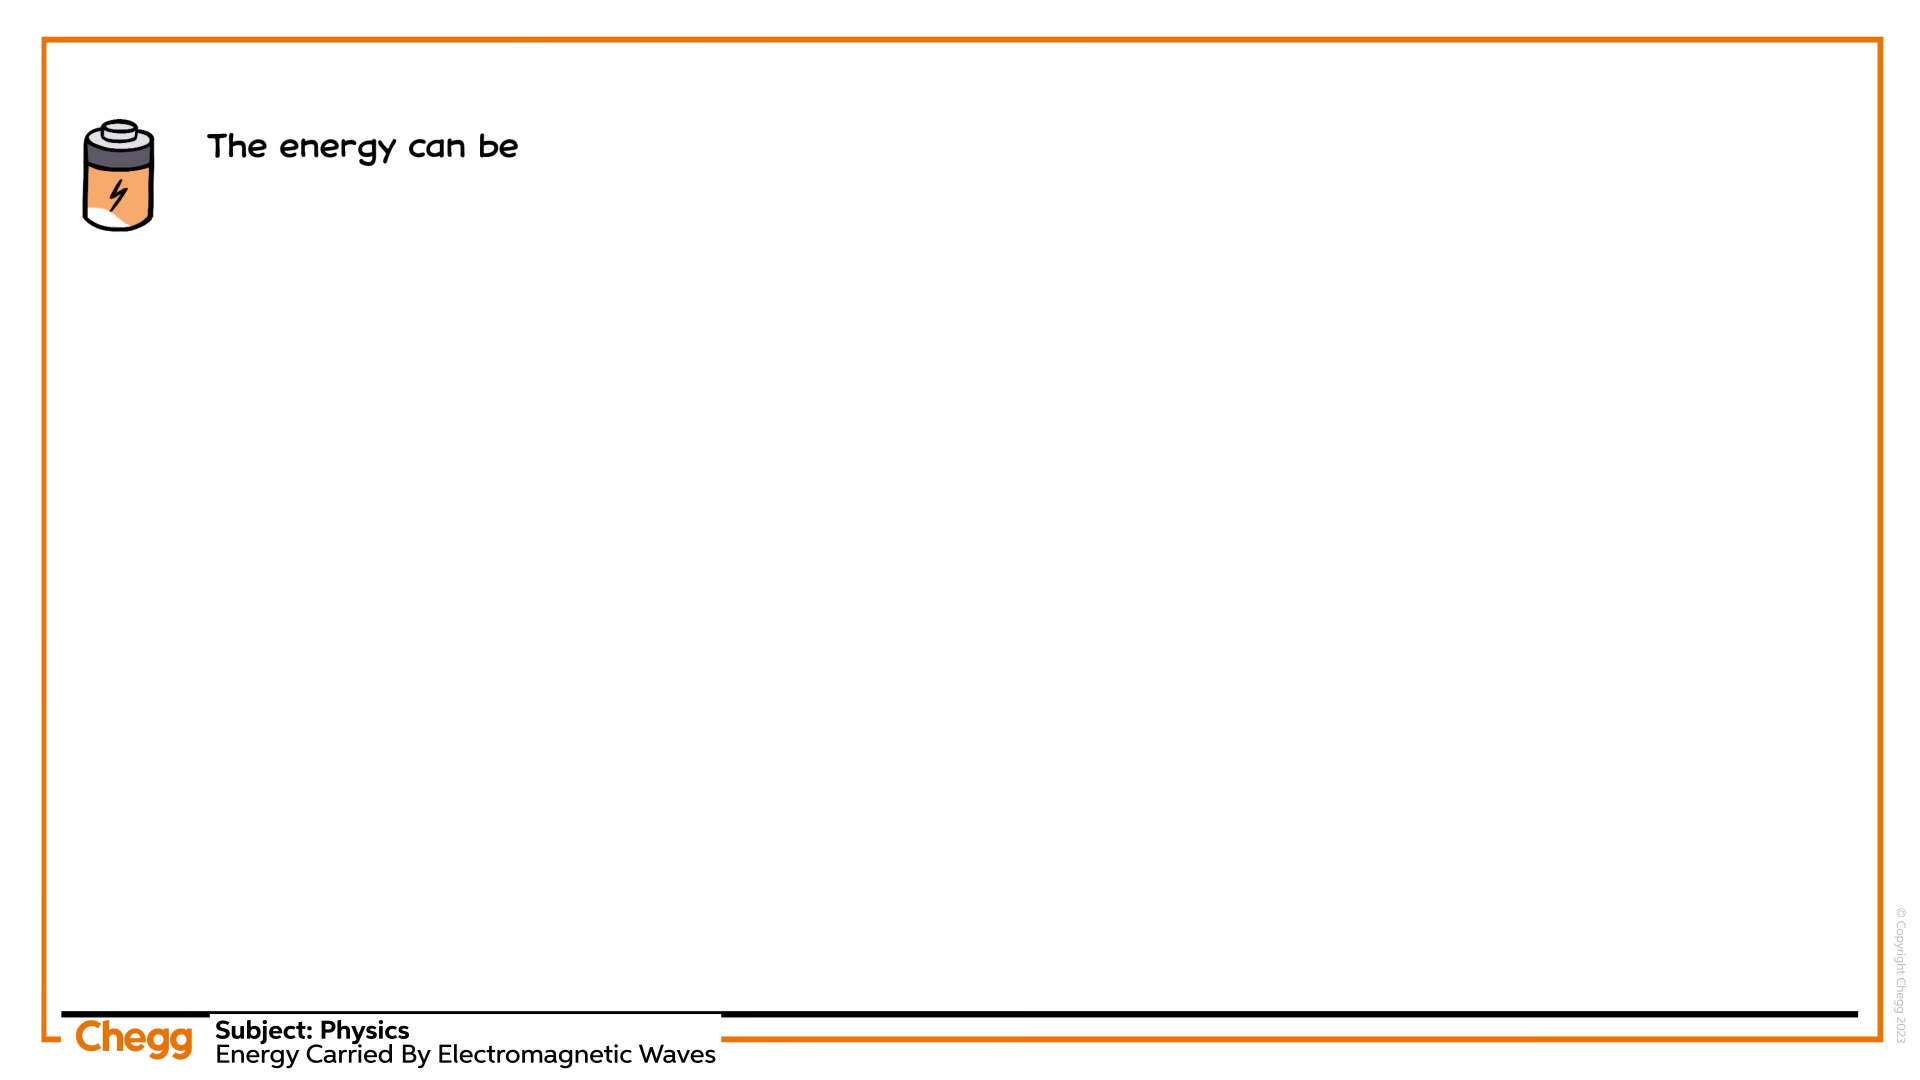 The energy can be
Chegg
Subject: Physics
Energy Carried By Electromagnetic Waves
© Copyright Chegg 2023